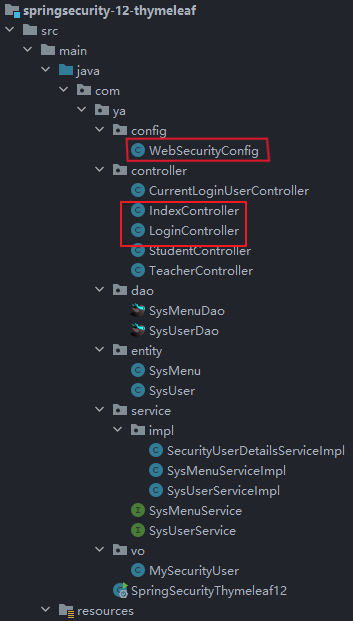 springsecurity-12-thymeleaf
src
main
java
com
ya
config
WebSecurityConfig
controller
CurrentLoginUserController
IndexController
LoginController
StudentController
TeacherController
dao
SysMenuDao
SysUserDao
entity
SysMenu
SysUser
service
impl
SecurityUserDetailsServiceImpl
SysMenuServiceImpl
SysUserServiceImpl
SysMenuService
SysUserService
vo
MySecurityUser
SpringSecurityThymeleaf12
resources